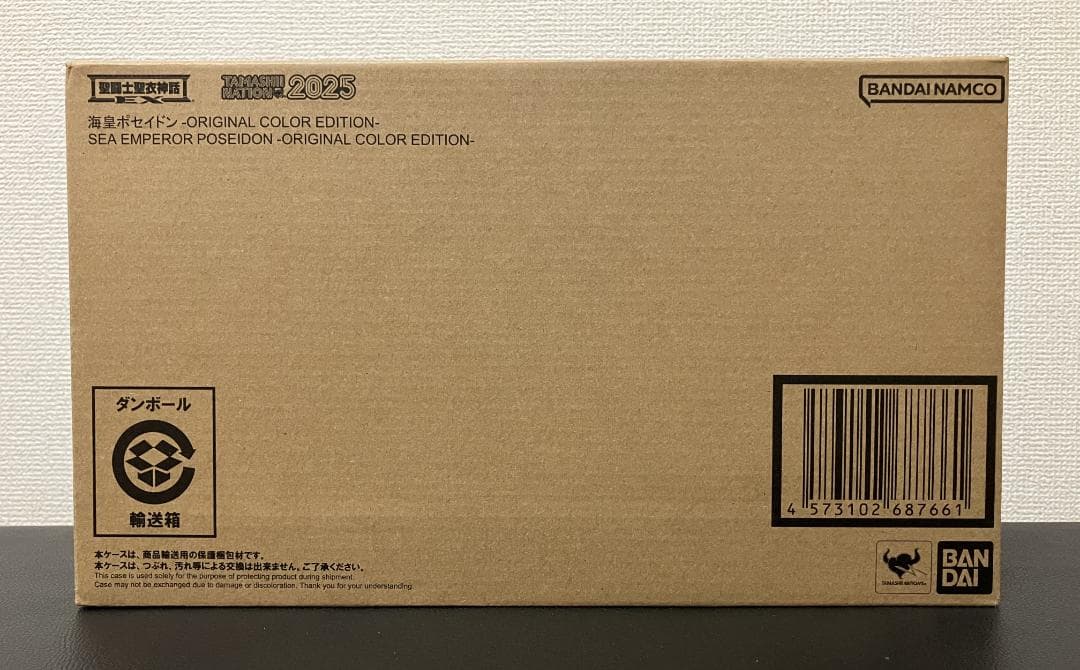 聖闘士聖衣神話
EX
TAMASHII
NATION 2025
BANDAI NAMCO
海皇ポセイドン -ORIGINAL COLOR EDITION-
SEA EMPEROR POSEIDON -ORIGINAL COLOR EDITION-
ダンボール
輸送箱
4 573102 687661
本ケースは、商品輸送用の保護梱包材です。
本ケースは、つぶれ、汚れ等による交換は出来ません。ご了承ください。
This case is used solely for the purpose of protecting product during shipment.
Case may not be exchanged due to damage or discoloration. Thank you for your understanding.
TAMASHII NATIONS
BAN
DAI